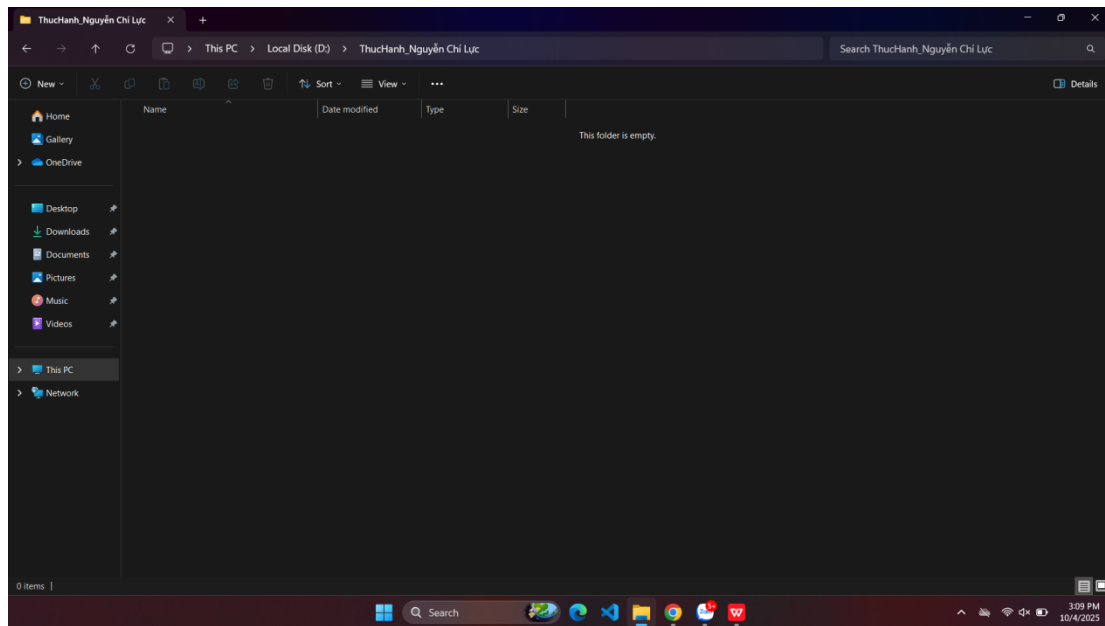 ThucHanh_Nguyễn Chí Lực
This PC > Local Disk (D:) > ThucHanh_Nguyễn Chí Lực
Search ThucHanh_Nguyễn Chí Lực
New
Sort
View
Details
Name
Date modified
Type
Size
This folder is empty.
Home
Gallery
OneDrive
Desktop
Downloads
Documents
Pictures
Music
Videos
This PC
Network
0 items
Search
5+
3:09 PM
10/4/2025